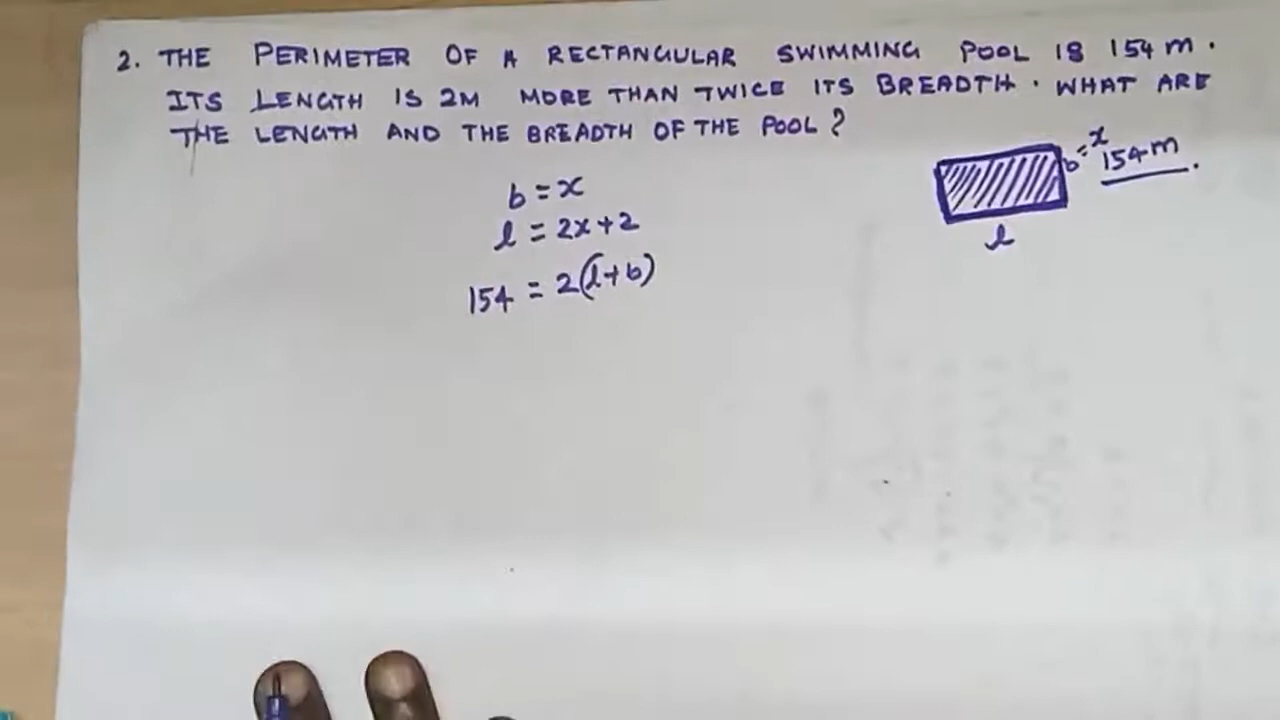 2. THE PERIMETER OF A RECTANGULAR SWIMMING POOL IS 154 m.
ITS LENGTH IS 2M MORE THAN TWICE ITS BREADTH. WHAT ARE
THE LENGTH AND THE BREADTH OF THE POOL?
b = x
l = 2x+2
154 = 2(l+b)
b = x
154 m.
l